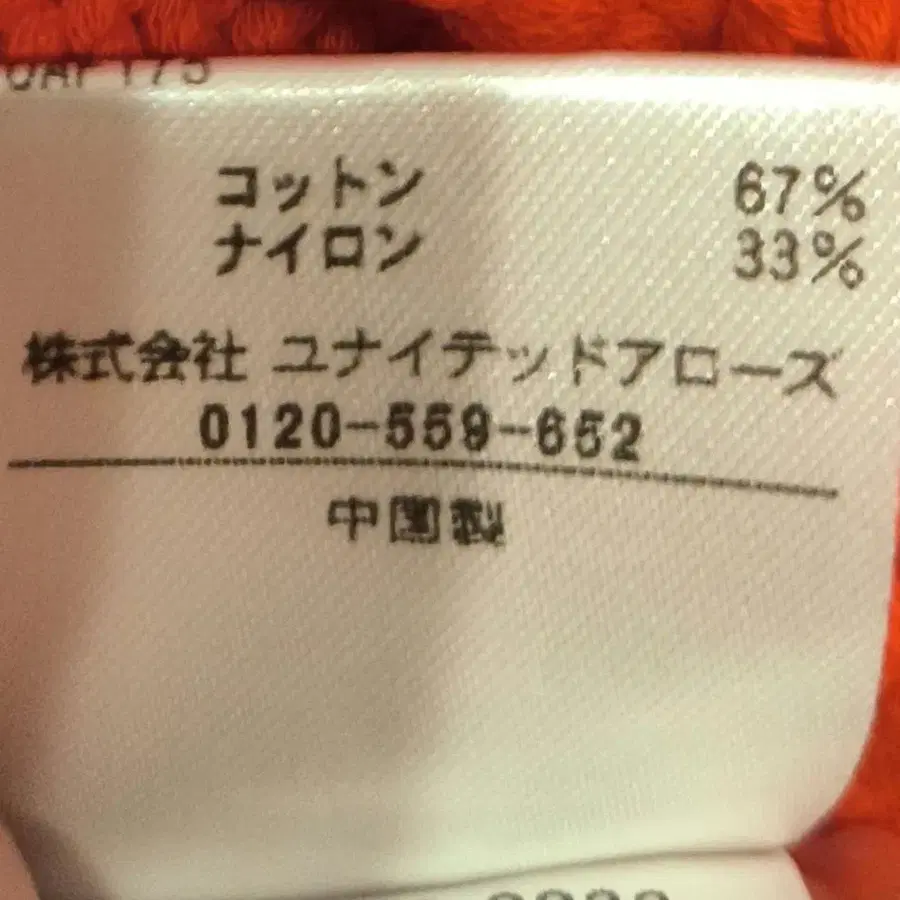 コットン 67%
ナイロン 33%
株式会社 ユナイテッドアローズ
0120-559-652
中国製